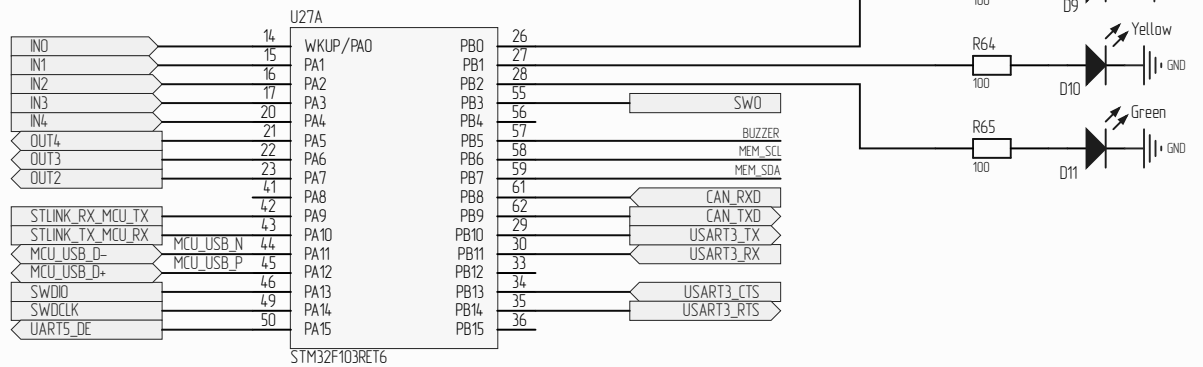 U27A
100
D9
IN0 14 WKUP/PA0 PB0 26
IN1 15 PA1 PB1 27
IN2 16 PA2 PB2 28
IN3 17 PA3 PB3 55 SWO
IN4 20 PA4 PB4 56
OUT4 21 PA5 PB5 57 BUZZER
OUT3 22 PA6 PB6 58 MEM_SCL
OUT2 23 PA7 PB7 59 MEM_SDA
41 PA8 PB8 61 CAN_RXD
STLINK_RX_MCU_TX 42 PA9 PB9 62 CAN_TXD
STLINK_TX_MCU_RX 43 PA10 PB10 29 USART3_TX
MCU_USB_D- MCU_USB_N 44 PA11 PB11 30 USART3_RX
MCU_USB_D+ MCU_USB_P 45 PA12 PB12 33
SWDIO 46 PA13 PB13 34 USART3_CTS
SWDCLK 49 PA14 PB14 35 USART3_RTS
UART5_DE 50 PA15 PB15 36
STM32F103RET6
Yellow
R64
GND
100
D10
Green
R65
GND
100
D11